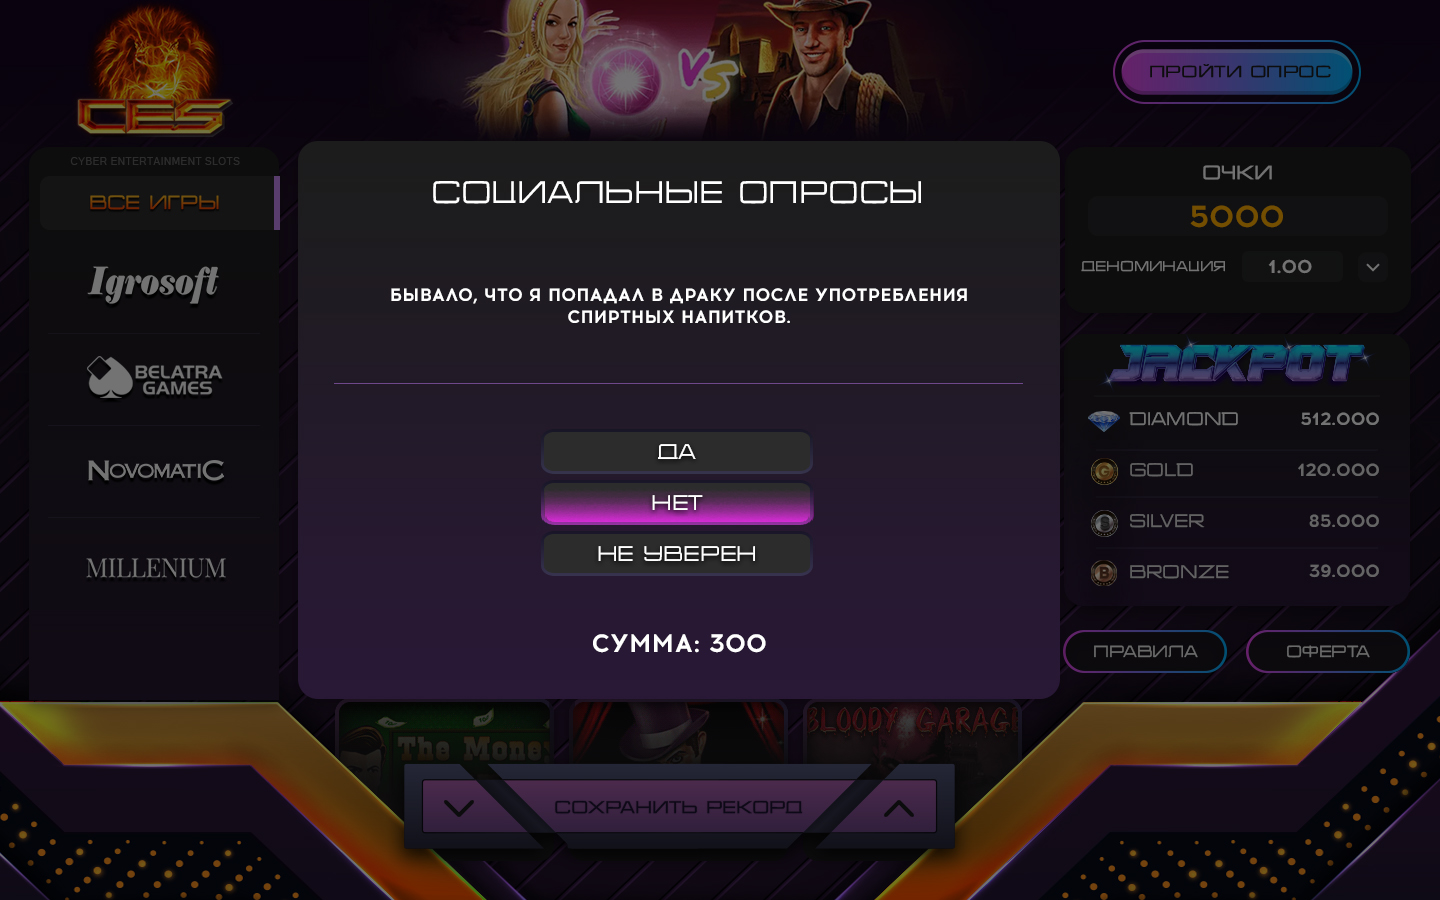 CES
VS
ПРОЙТИ ОПРОС
CYBER ENTERTAINMENT SLOTS
ВСЕ ИГРЫ
Igrosoft
BELATRA
GAMES
NOVOMATIC
MILLENIUM
СОЦИАЛЬНЫЕ ОПРОСЫ
БЫВАЛО, ЧТО Я ПОПАДАЛ В ДРАКУ ПОСЛЕ УПОТРЕБЛЕНИЯ
СПИРТНЫХ НАПИТКОВ.
ДА
НЕТ
НЕ УВЕРЕН
СУММА: 300
ОЧКИ
5000
ДЕНОМИНАЦИЯ 1.00
JACKPOT
DIAMOND 512.000
GOLD 120.000
SILVER 85.000
BRONZE 39.000
ПРАВИЛА ОФЕРТА
The Money
BLOODY GARAGE
СОХРАНИТЬ РЕКОРД